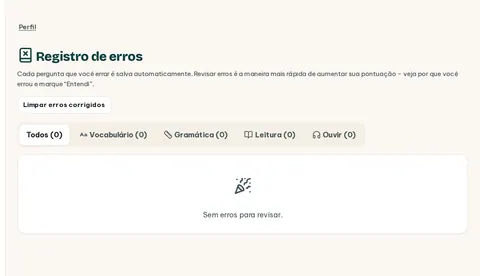 Perfil
Registro de erros
Cada pergunta que você errar é salva automaticamente. Revisar erros é a maneira mais rápida de aumentar sua pontuação – veja por que você
errou e marque "Entendi".
Limpar erros corrigidos
Todos (0) Aa Vocabulário (0) Gramática (0) Leitura (0) Ouvir (0)
Sem erros para revisar.